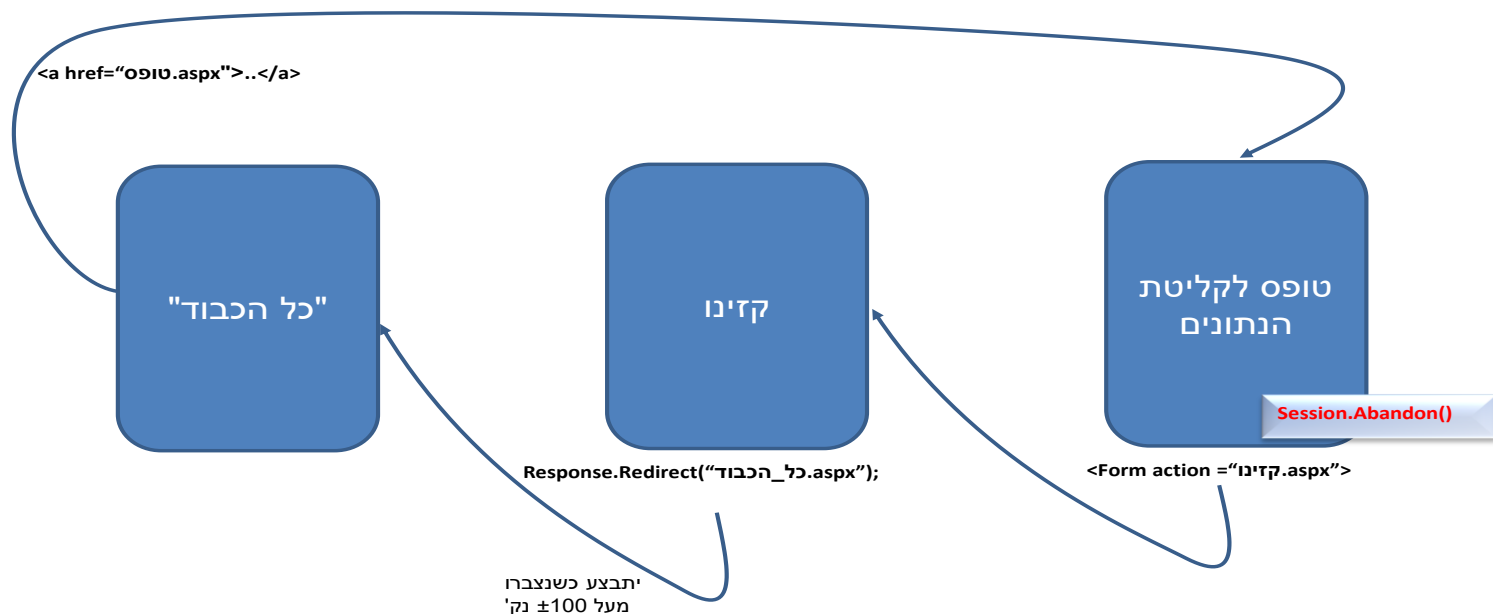 <a href="טופס.aspx">..</a>
טופס לקליטת
הנתונים
קזינו
"כל הכבוד"
Session.Abandon()
<Form action ="קזינו.aspx">
Response.Redirect("כל_הכבוד.aspx");
יתבצע כשנצברו
מעל ±100 נק'